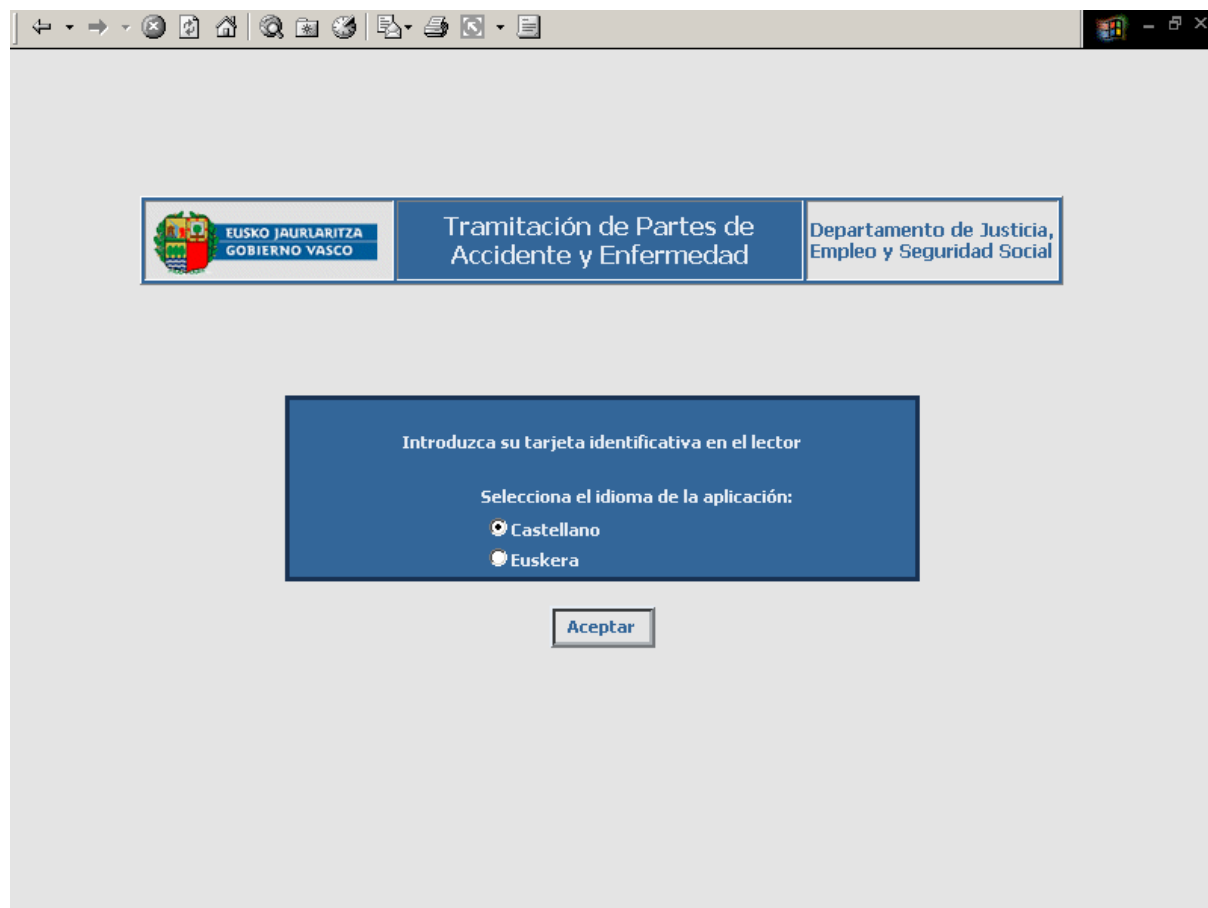 EUSKO JAURLARITZA
GOBIERNO VASCO
Tramitación de Partes de
Accidente y Enfermedad
Departamento de Justicia,
Empleo y Seguridad Social
Introduzca su tarjeta identificativa en el lector
Selecciona el idioma de la aplicación:
Castellano
Euskera
Aceptar